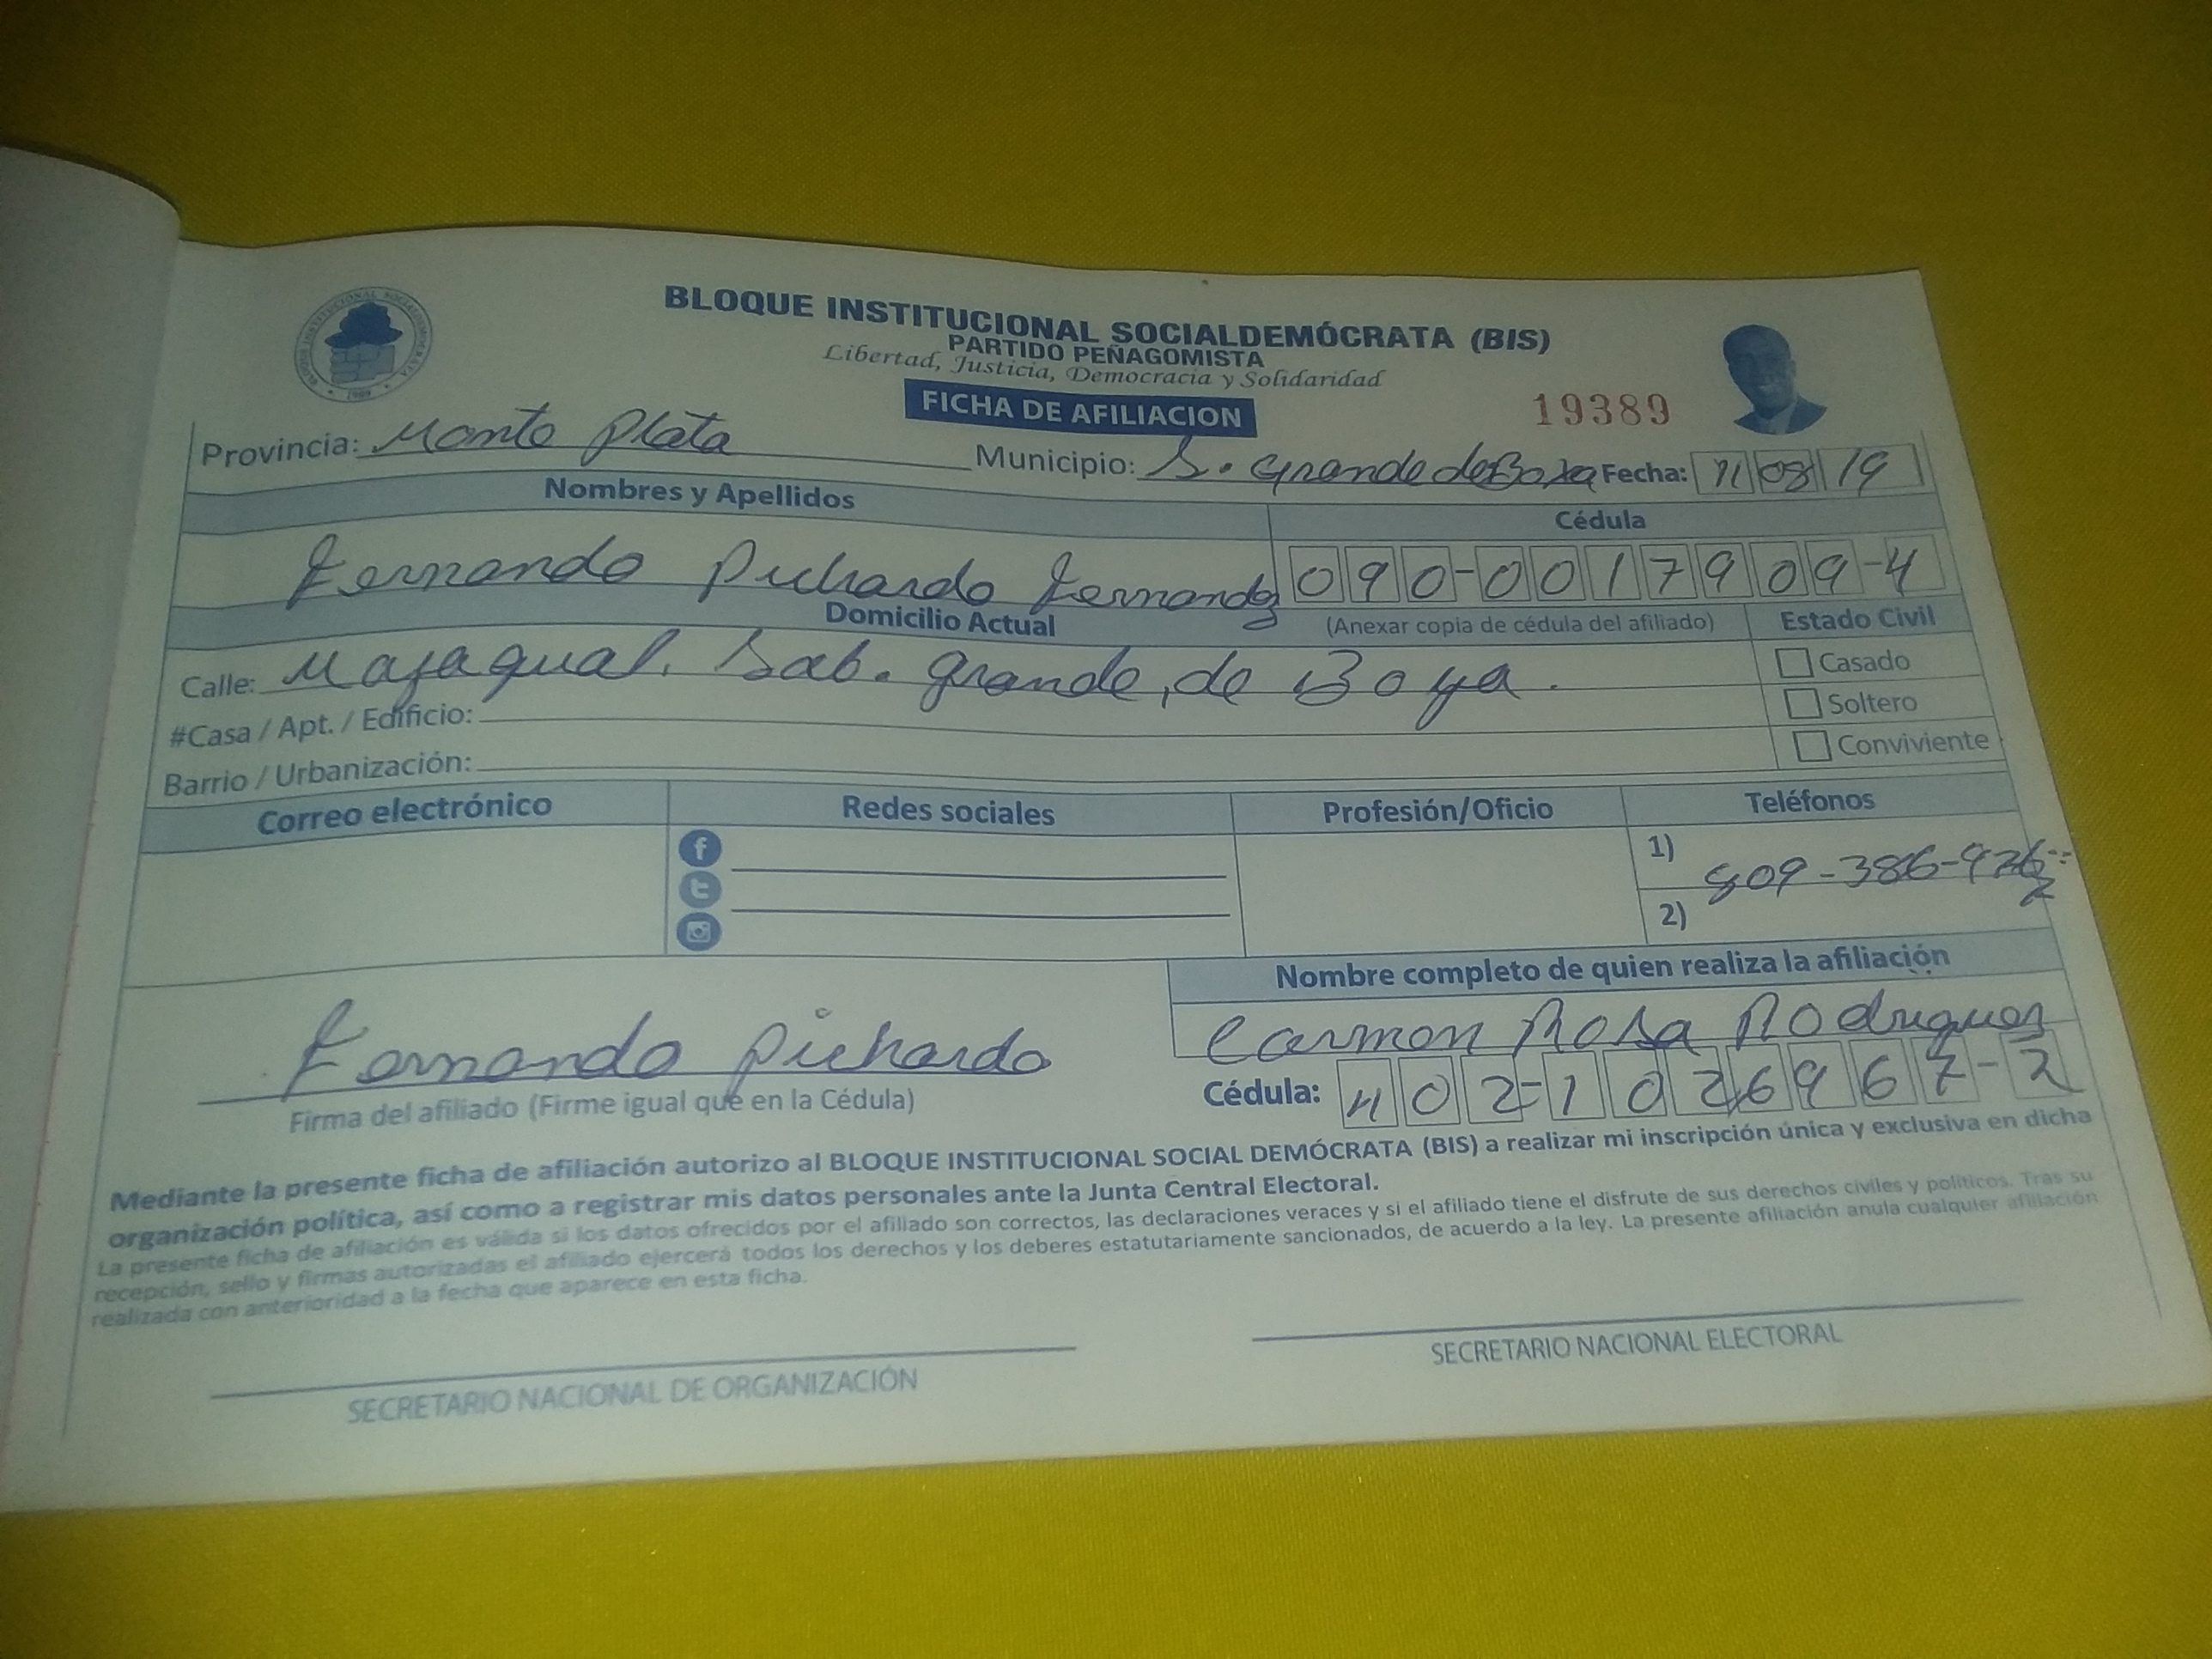 BLOQUE INSTITUCIONAL SOCIALDEMÓCRATA (BIS)
PARTIDO PEÑAGOMISTA
Libertad, Justicia, Democracia y Solidaridad
FICHA DE AFILIACION
19389
BLOQUE INSTITUCIONAL SOCIALDEMOCRATA
Provincia: Monte Plata Municipio: S. Grande de Boya Fecha: 11 08 19
Nombres y Apellidos Cédula
Fernando Pichardo Fernandez 090-0017909-4
Domicilio Actual (Anexar copia de cédula del afiliado) Estado Civil
Calle: Majagual. Sab. grande, de Boya. Casado
#Casa / Apt. / Edificio: Soltero
Barrio / Urbanización: Conviviente
Correo electrónico Redes sociales Profesión/Oficio Teléfonos
1) 809-386-926
2)
Nombre completo de quien realiza la afiliación
Carmen Rosa Rodriguez
Fernando Pichardo
Cédula: 402-1026967-2
Firma del afiliado (Firme igual que en la Cédula)
Mediante la presente ficha de afiliación autorizo al BLOQUE INSTITUCIONAL SOCIAL DEMÓCRATA (BIS) a realizar mi inscripción única y exclusiva en dicha
organización política, así como a registrar mis datos personales ante la Junta Central Electoral.
La presente ficha de afiliación es válida si los datos ofrecidos por el afiliado son correctos, las declaraciones veraces y si el afiliado tiene el disfrute de sus derechos civiles y políticos. Tras su
recepción, sello y firmas autorizadas el afiliado ejercerá todos los derechos y los deberes estatutariamente sancionados, de acuerdo a la ley. La presente afiliación anula cualquier afiliación
realizada con anterioridad a la fecha que aparece en esta ficha.
SECRETARIO NACIONAL DE ORGANIZACIÓN
SECRETARIO NACIONAL ELECTORAL